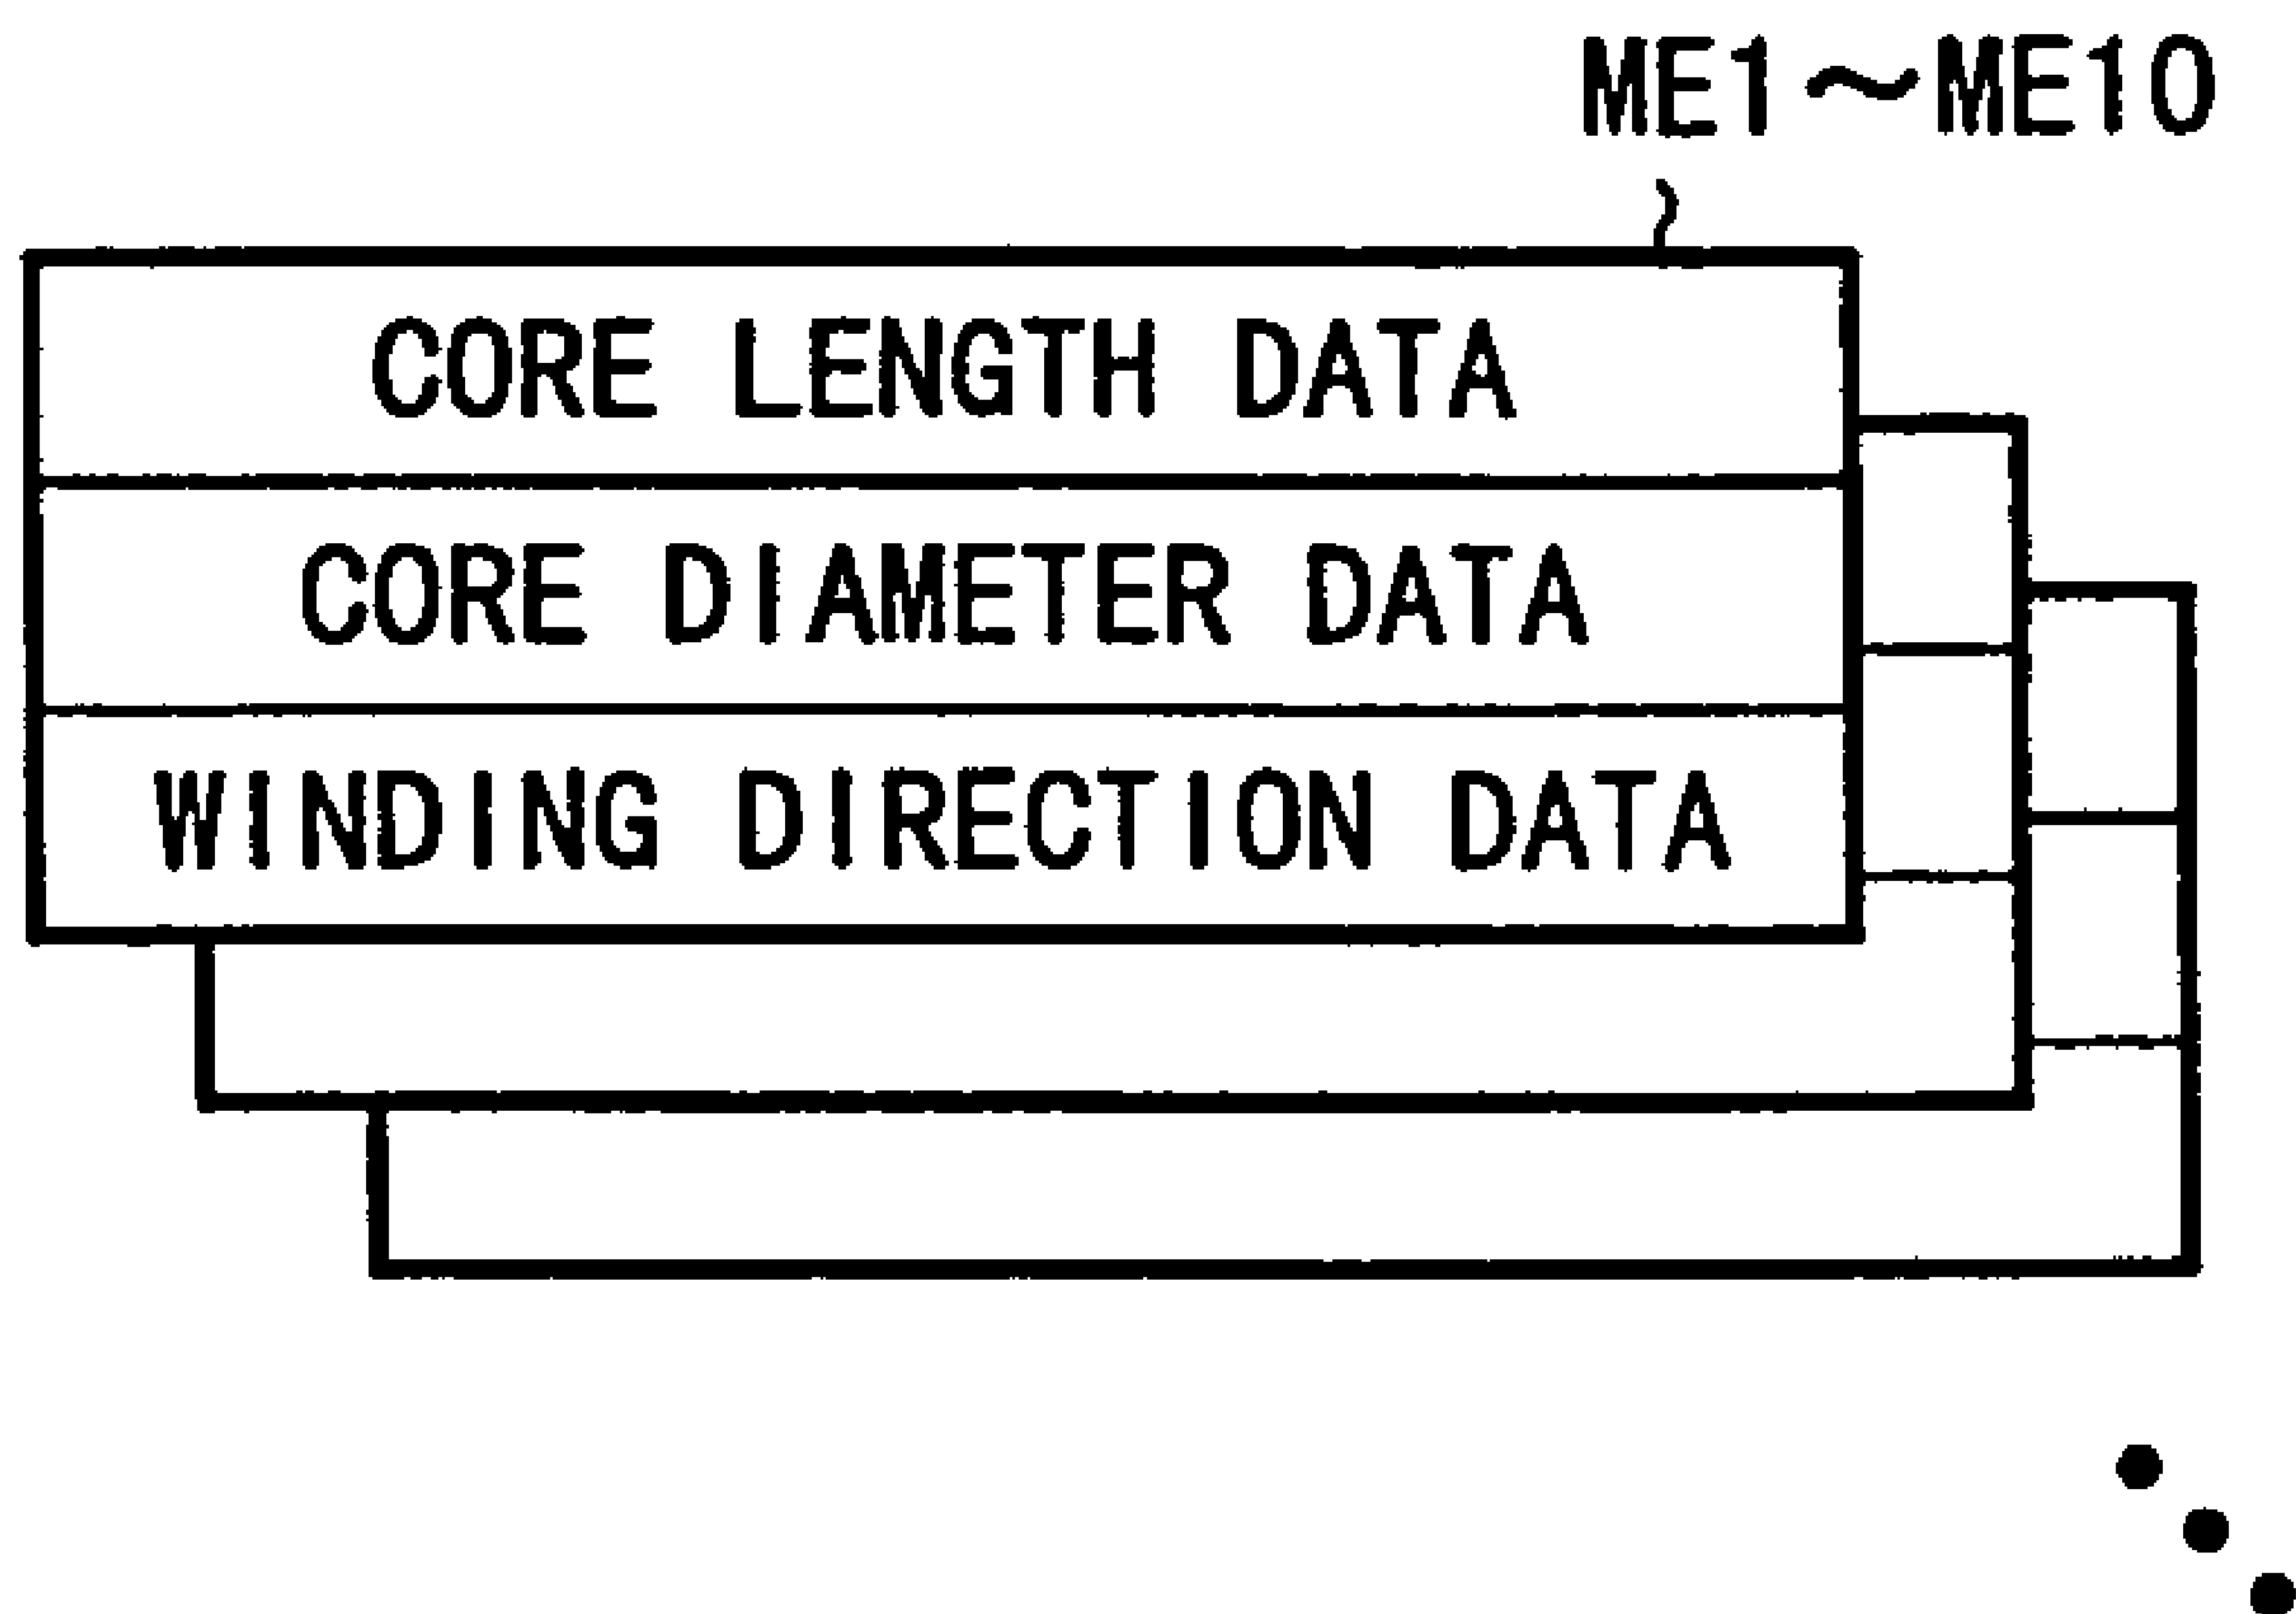 ME1～ME10
CORE LENGTH DATA
CORE DIAMETER DATA
WINDING DIRECTION DATA